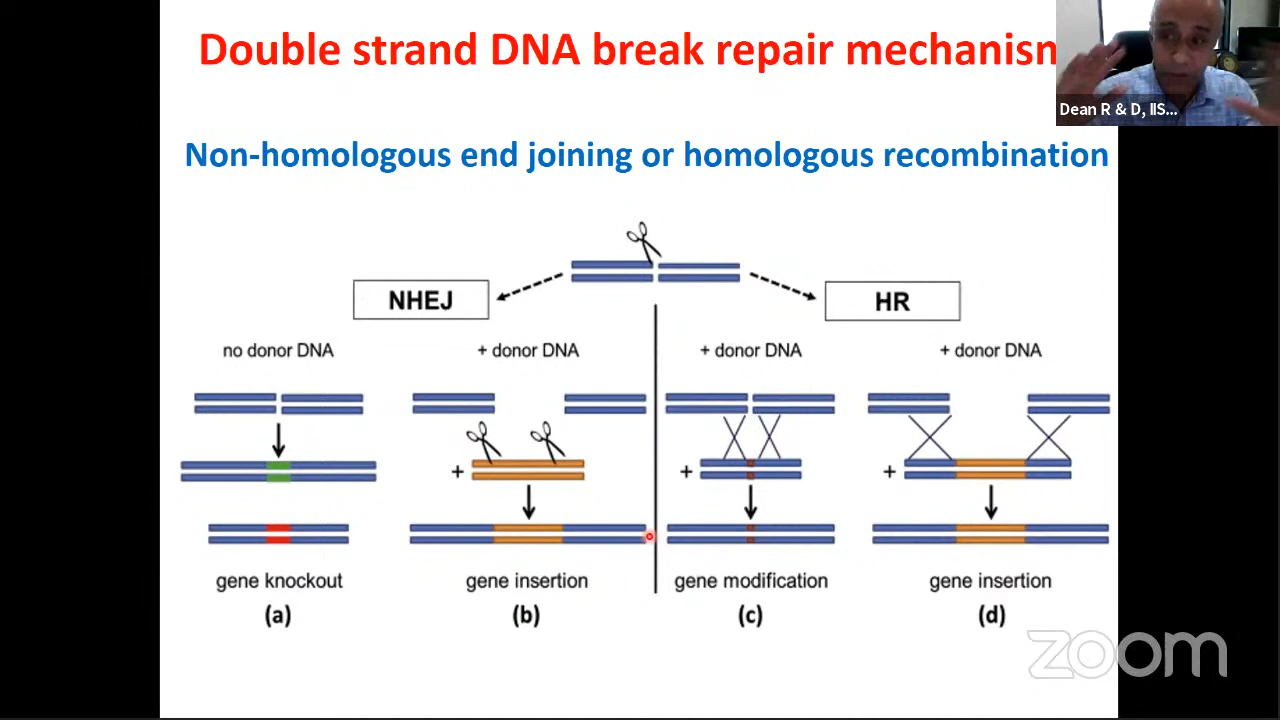 Double strand DNA break repair mechanism
Dean R & D, IIS...
Non-homologous end joining or homologous recombination
NHEJ
HR
no donor DNA
+ donor DNA
+ donor DNA
+ donor DNA
+
+
+
gene knockout
gene insertion
gene modification
gene insertion
(a)
(b)
(c)
(d)
zoom